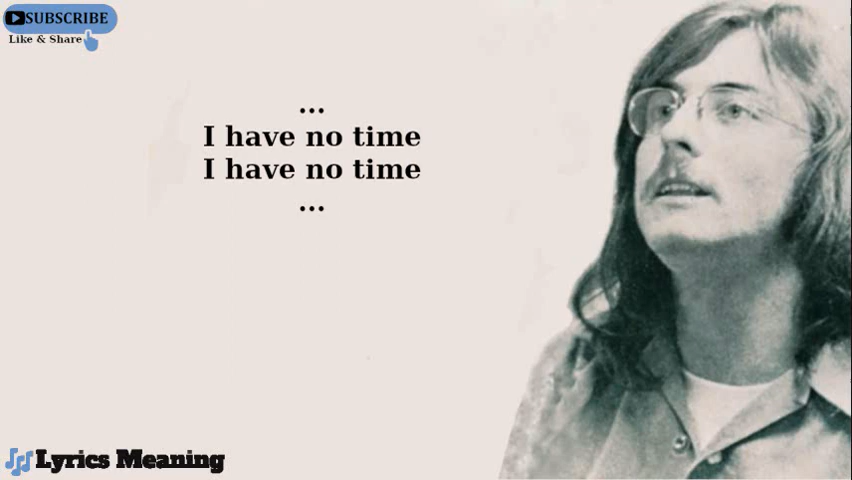 SUBSCRIBE
Like & Share
...
I have no time
I have no time
...
Lyrics Meaning